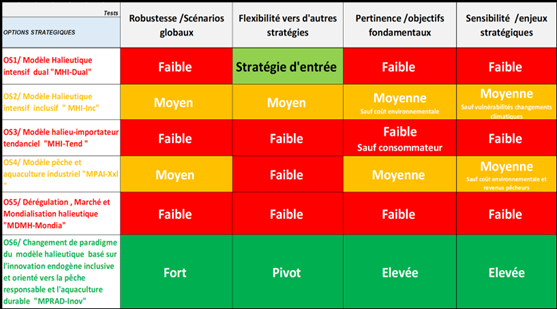 Tests
OPTIONS STRATEGIQUES
Robustesse /Scénarios
globaux
Flexibilité vers d'autres
stratégies
Pertinence /objectifs
fondamentaux
Sensibilité /enjeux
stratégiques
OS1/ Modèle Halieutique
intensif dual "MHI-Dual"
Faible
Stratégie d'entrée
Faible
Faible
OS2/ Modèle Halieutique
intensif inclusif " MHI-Inc"
Moyen
Moyen
Moyenne
Sauf coût environnementale
Moyenne
Sauf vulnérabilités changements
climatiques
OS3/ Modèle halieu-importateur
tendanciel "MHI-Tend "
Faible
Faible
Faible
Sauf consommateur
Faible
OS4/ Modèle pêche et
aquaculture industriel "MPAI-Xxl
"
Moyen
Faible
Moyenne
Moyenne
Sauf coût environnementale et
revenus pêcheurs
OS5/ Dérégulation , Marché et
Mondialisation halieutique
"MDMH-Mondia"
Faible
Faible
Faible
Faible
OS6/ Changement de paradigme
du modèle halieutique basé sur
l'innovation endogène inclusive
et orienté vers la pêche
responsable et l'aquaculture
durable "MPRAD-Inov"
Fort
Pivot
Elevée
Elevée